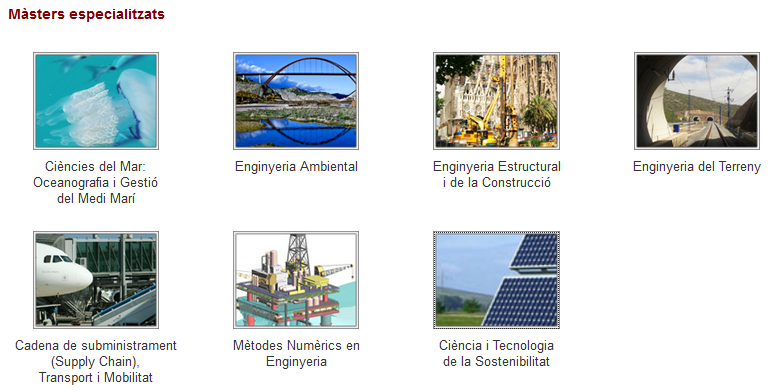 Màsters especialitzats
Ciències del Mar:
Oceanografia i Gestió
del Medi Marí
Enginyeria Ambiental
Enginyeria Estructural
i de la Construcció
Enginyeria del Terreny
Cadena de subministrament
(Supply Chain),
Transport i Mobilitat
Mètodes Numèrics en
Enginyeria
Ciència i Tecnologia
de la Sostenibilitat